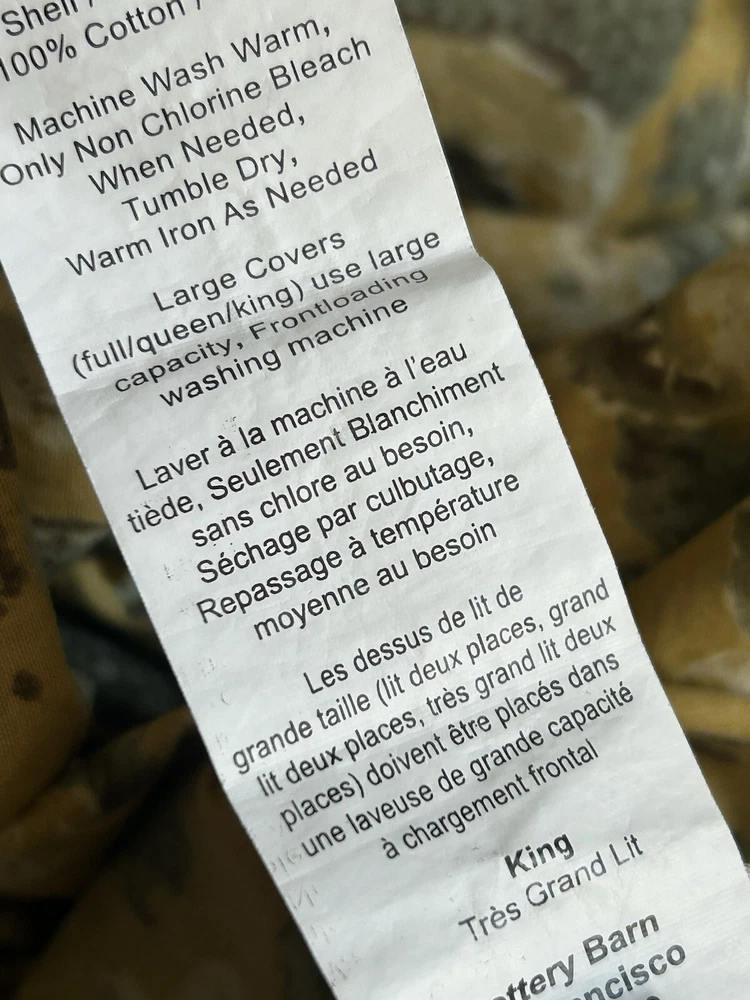 Shell /
100% Cotton /
Machine Wash Warm,
Only Non Chlorine Bleach
When Needed,
Tumble Dry,
Warm Iron As Needed
Large Covers
(full/queen/king) use large
capacity, Frontloading
washing machine
Laver à la machine à l'eau
tiède, Seulement Blanchiment
sans chlore au besoin,
Séchage par culbutage,
Repassage à température
moyenne au besoin
Les dessus de lit de
grande taille (lit deux places, grand
lit deux places, très grand lit deux
places) doivent être placés dans
une laveuse de grande capacité
à chargement frontal
King
Très Grand Lit
ttery Barn
ncisco